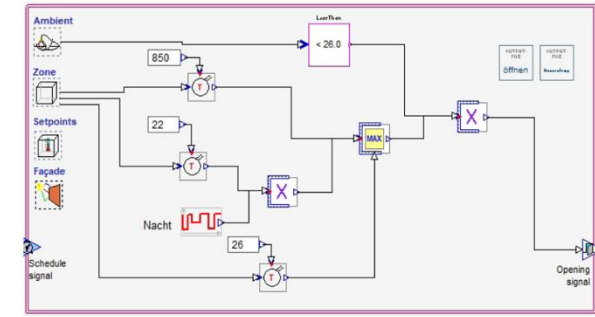 Ambient
LessThan
< 26.0
850
T
Zone
öffnen
X
22
Setpoints
MAX
T
Façade
X
Nacht
26
Schedule
signal
T
Opening
signal